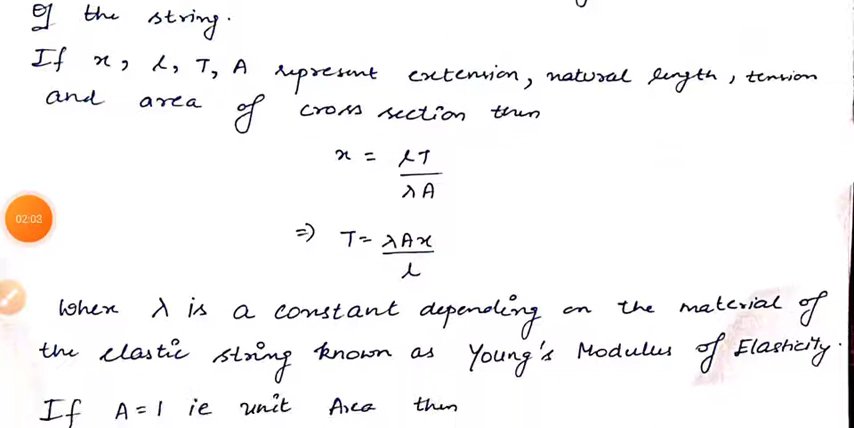 of the string.
If x, l, T, A represent extension, natural length, tension
and area of cross section then
x = lT
λA
02:02
=) T = λAx
l
Where λ is a constant depending on the material of
the elastic string known as Young's Modulus of Elasticity.
If A = 1 ie unit Area then